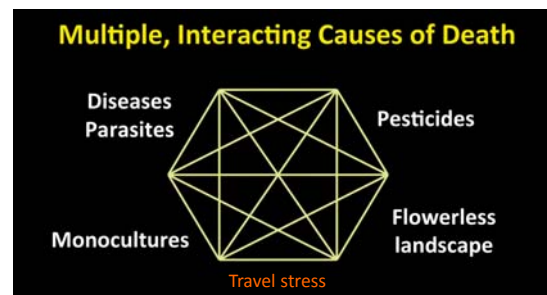 Multiple, Interacting Causes of Death
Diseases
Parasites
Pesticides
Monocultures
Flowerless
landscape
Travel stress